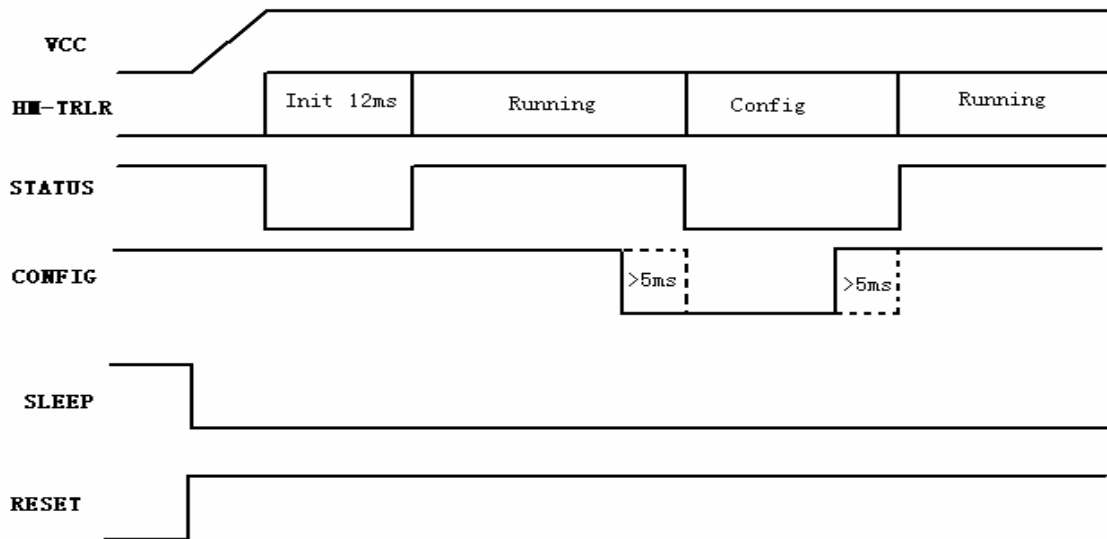 VCC
HM-TRLR
Init 12ms
Running
Config
Running
STATUS
CONFIG
>5ms
>5ms
SLEEP
RESET